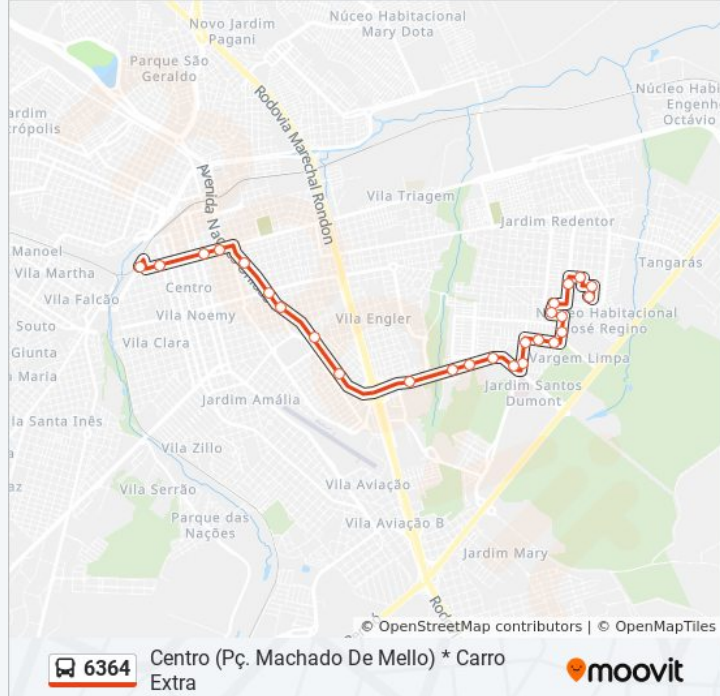 Novo Jardim
Pagani
Núceo Habitacional
Mary Dota
Parque São
Geraldo
Núcleo Habi
Engenh
Octávio
ardim
trópolis
Rodovia Marechal Rondon
Vila Triagem
Jardim Redentor
Manoel
Vila Martha
Vila Falcão
Centro
Vila Noemy
Tangarás
Souto
Vila Clara
Vila Engler
Núcleo Habitacional
José Regino
Giunta
a Maria
Vargem Limpa
Jardim Amália
Jardim Santos
Dumont
la Santa Inês
Vila Zillo
az
Vila Serrão
Vila Aviação
Parque das
Nações
Vila Aviação B
Jardim Mary
© OpenStreetMap contributors | © OpenMapTiles
6364
Centro (Pç. Machado De Mello) * Carro
Extra
moovit